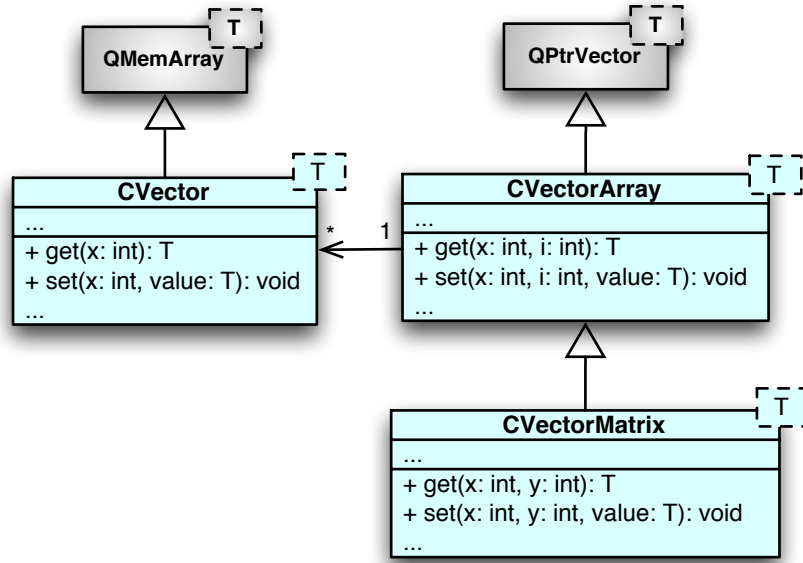 T
QMemArray
T
QPtrVector
T
CVector
...
+ get(x: int): T
+ set(x: int, value: T): void
...
* 1
T
CVectorArray
...
+ get(x: int, i: int): T
+ set(x: int, i: int, value: T): void
...
T
CVectorMatrix
...
+ get(x: int, y: int): T
+ set(x: int, y: int, value: T): void
...